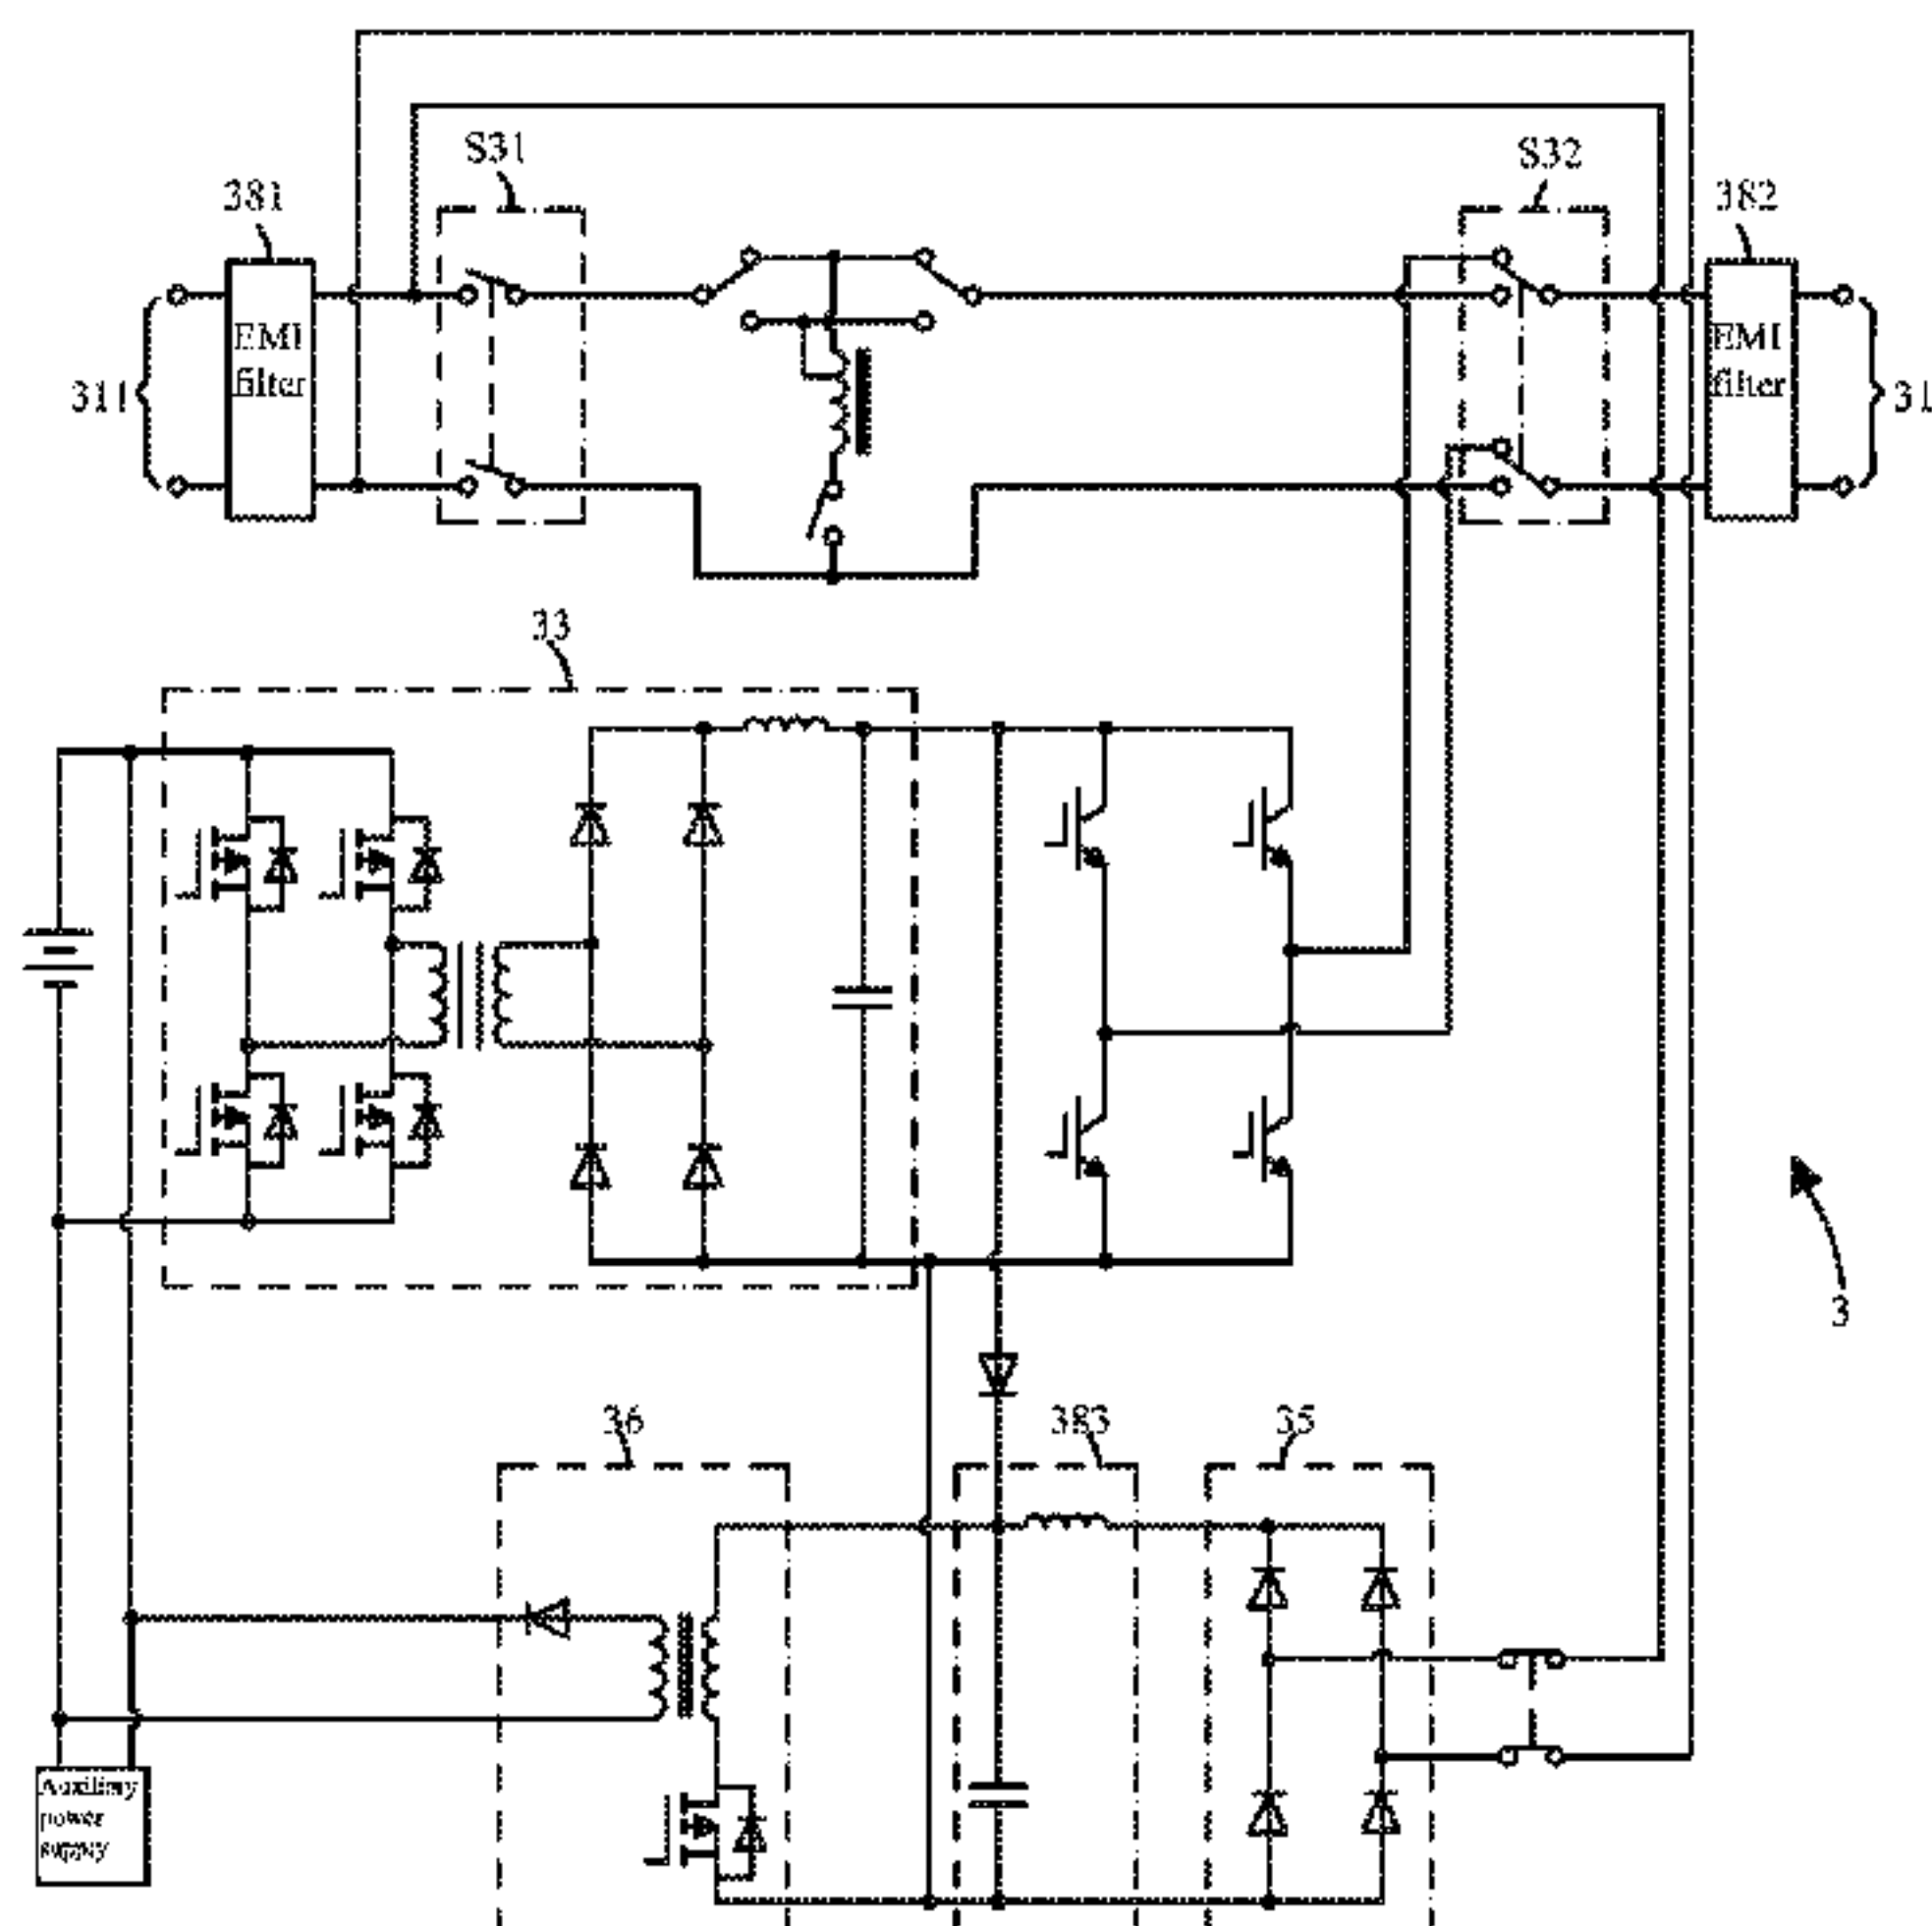 S31
S32
381
382
EMI
filter
EMI
filter
311
31
33
3
36
383
35
Auxiliary
power
supply